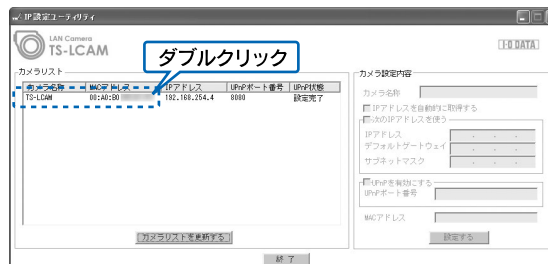 IP設定ユーティリティ
LAN Camera
TS-LCAM
I-O DATA
ダブルクリック
カメラリスト
カメラ名称 MACアドレス IPアドレス UPnPポート番号 UPnP状態
TS-LCAM 00:A0:B0 192.168.254.4 8080 設定完了
カメラリストを更新する
カメラ設定内容
カメラ名称
IPアドレスを自動的に取得する
次のIPアドレスを使う
IPアドレス
デフォルトゲートウェイ
サブネットマスク
UPnPを有効にする
UPnPポート番号
MACアドレス
設定する
終 了